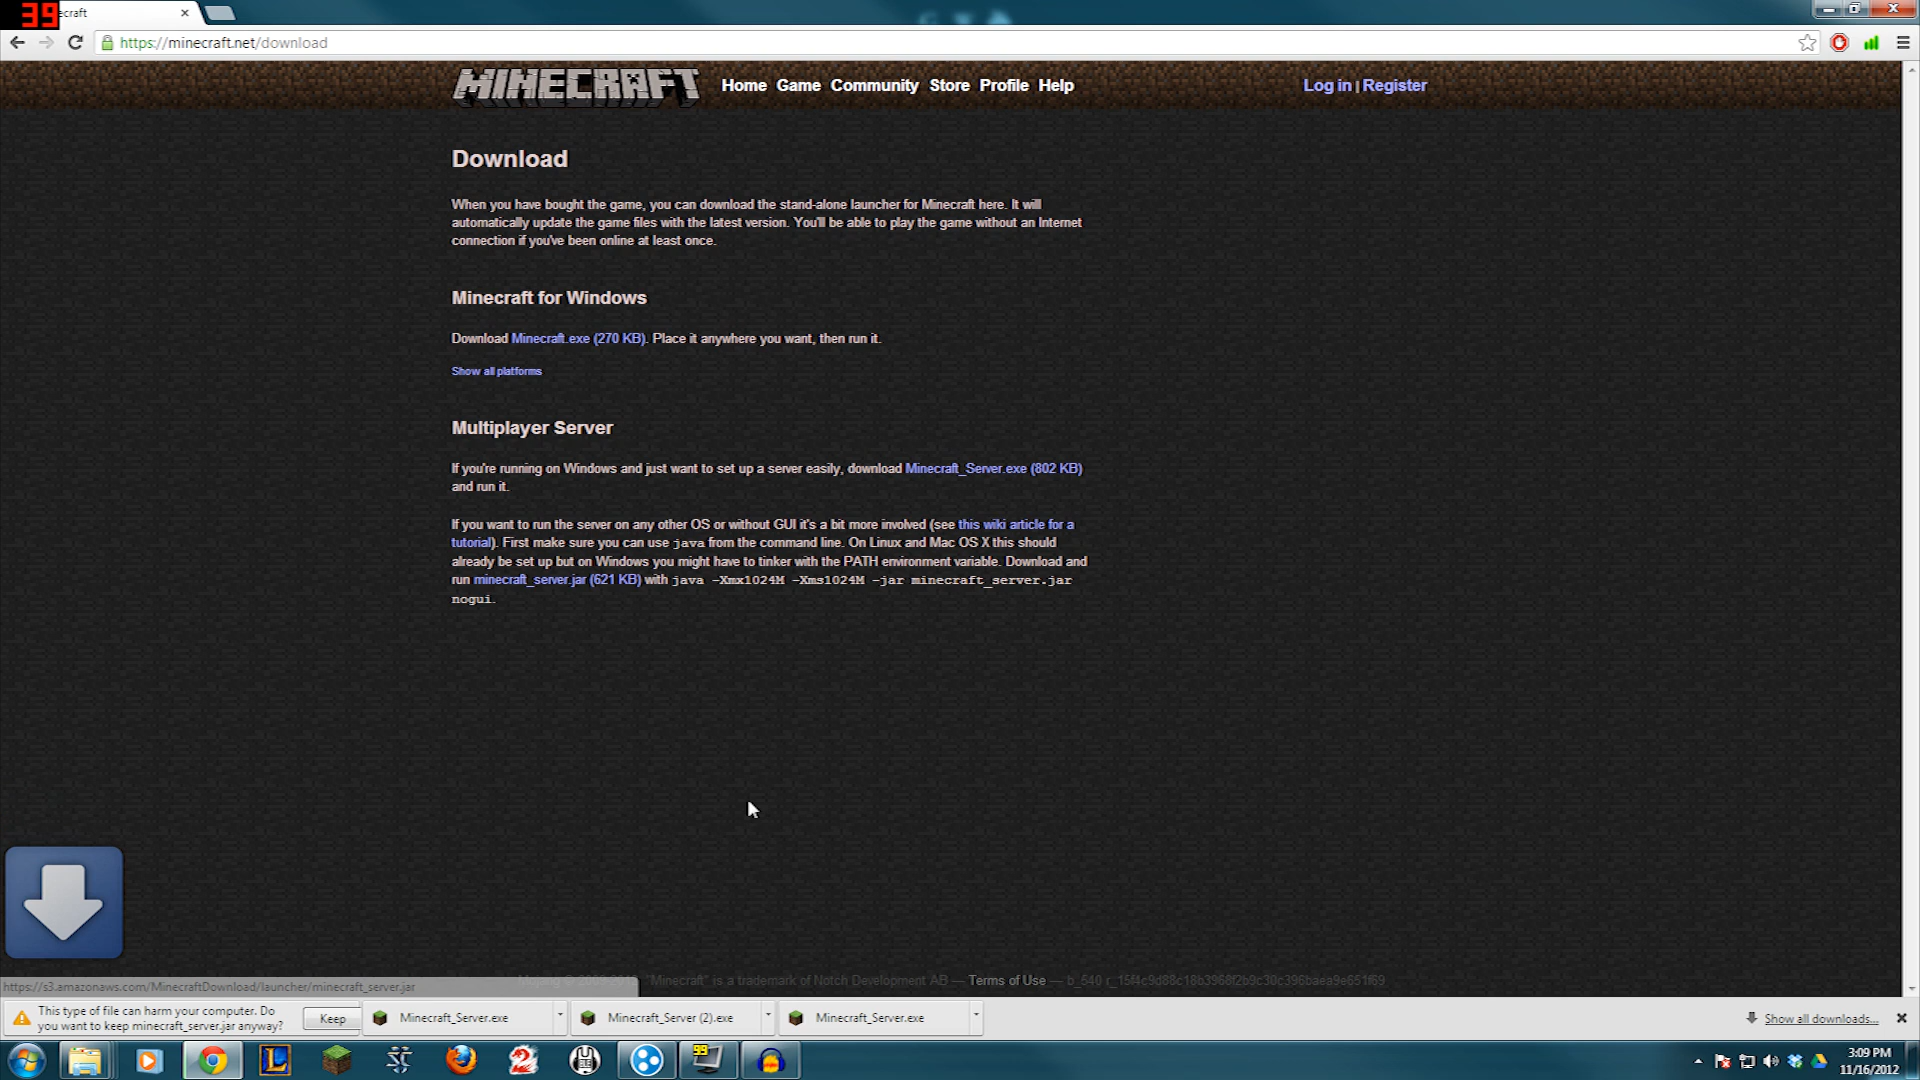 39
ecraft
https://minecraft.net/download
MINECRAFT Home Game Community Store Profile Help Log in | Register
Download
When you have bought the game, you can download the stand-alone launcher for Minecraft here. It will
automatically update the game files with the latest version. You'll be able to play the game without an Internet
connection if you've been online at least once.
Minecraft for Windows
Download Minecraft.exe (270 KB). Place it anywhere you want, then run it.
Show all platforms
Multiplayer Server
If you're running on Windows and just want to set up a server easily, download Minecraft_Server.exe (802 KB)
and run it.
If you want to run the server on any other OS or without GUI it's a bit more involved (see this wiki article for a
tutorial). First make sure you can use java from the command line. On Linux and Mac OS X this should
already be set up but on Windows you might have to tinker with the PATH environment variable. Download and
run minecraft_server.jar (621 KB) with java -Xmx1024M -Xms1024M -jar minecraft_server.jar
nogui.
"Minecraft" is a trademark of Notch Development AB — Terms of Use —
https://s3.amazonaws.com/MinecraftDownload/launcher/minecraft_server.jar
This type of file can harm your computer. Do
you want to keep minecraft_server.jar anyway?
Keep
Minecraft_Server.exe
Minecraft_Server (2).exe
Minecraft_Server.exe
Show all downloads...
99
3:09 PM
11/16/2012